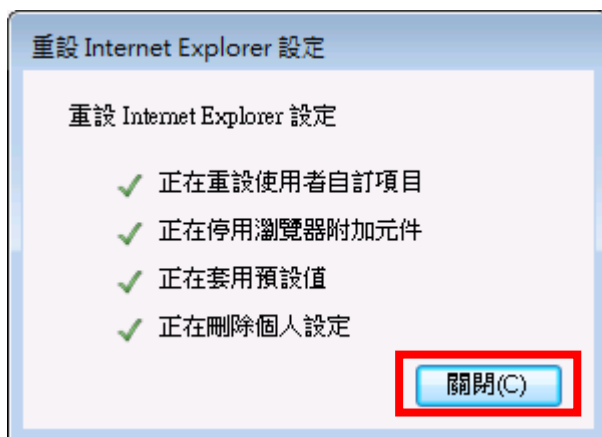 重設 Internet Explorer 設定
重設 Internet Explorer 設定
正在重設使用者自訂項目
正在停用瀏覽器附加元件
正在套用預設值
正在刪除個人設定
關閉(C)